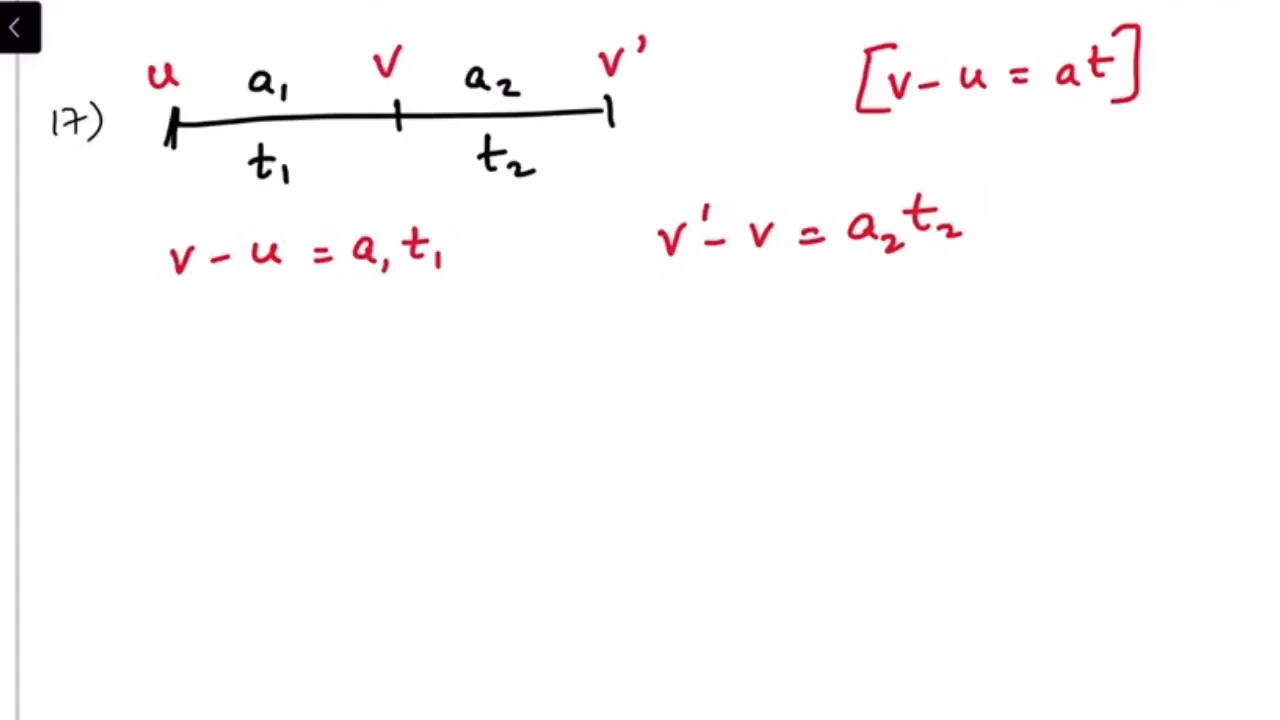 u a₁ v a₂ v' [v - u = at]
17)
t₁ t₂
v - u = a₁t₁ v' - v = a₂t₂